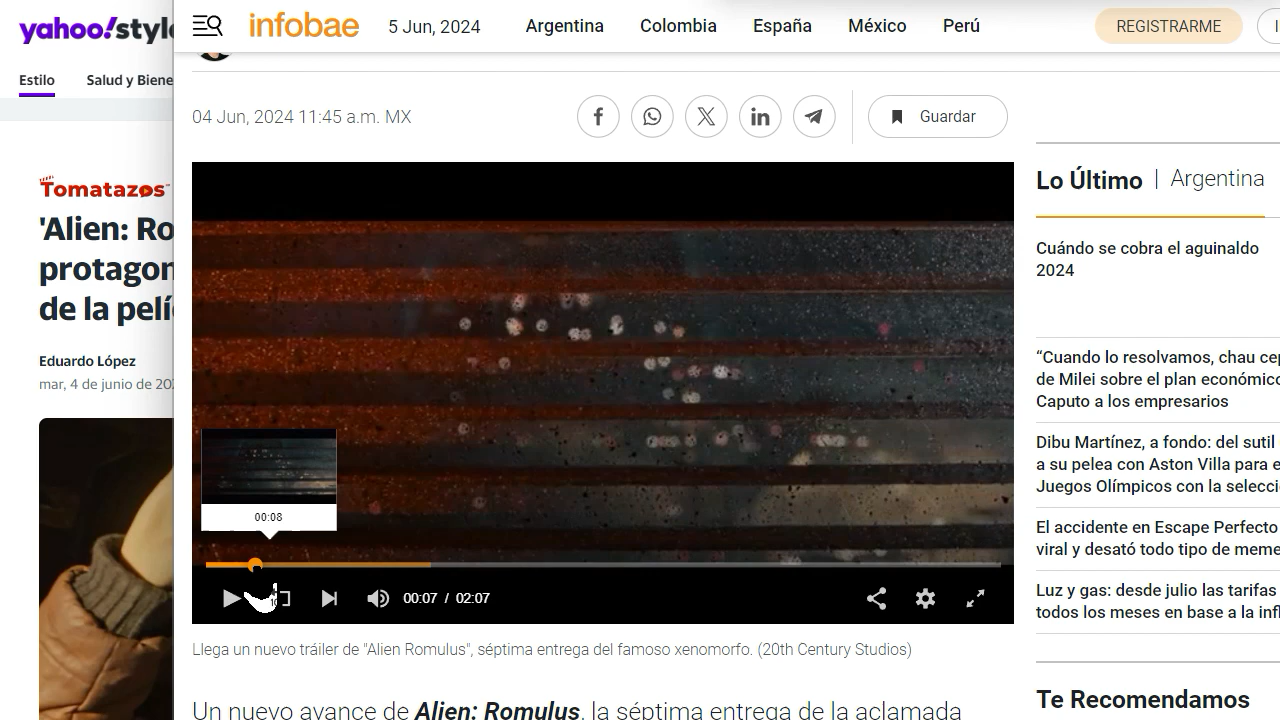 yahoo!style
Estilo
Salud y Biene
Tomatazos
'Alien: Ro
protagon
de la pelí
Eduardo López
mar, 4 de junio de 202
infobae
5 Jun, 2024
Argentina
Colombia
España
México
Perú
REGISTRARME
04 Jun, 2024 11:45 a.m. MX
Guardar
00:08
00:07 / 02:07
Llega un nuevo tráiler de "Alien Romulus", séptima entrega del famoso xenomorfo. (20th Century Studios)
Un nuevo avance de Alien: Romulus, la séptima entrega de la aclamada
Lo Último | Argentina
Cuándo se cobra el aguinaldo
2024
“Cuando lo resolvamos, chau cep
de Milei sobre el plan económico
Caputo a los empresarios
Dibu Martínez, a fondo: del sutil
a su pelea con Aston Villa para e
Juegos Olímpicos con la selecci
El accidente en Escape Perfecto
viral y desató todo tipo de meme
Luz y gas: desde julio las tarifas
todos los meses en base a la infl
Te Recomendamos